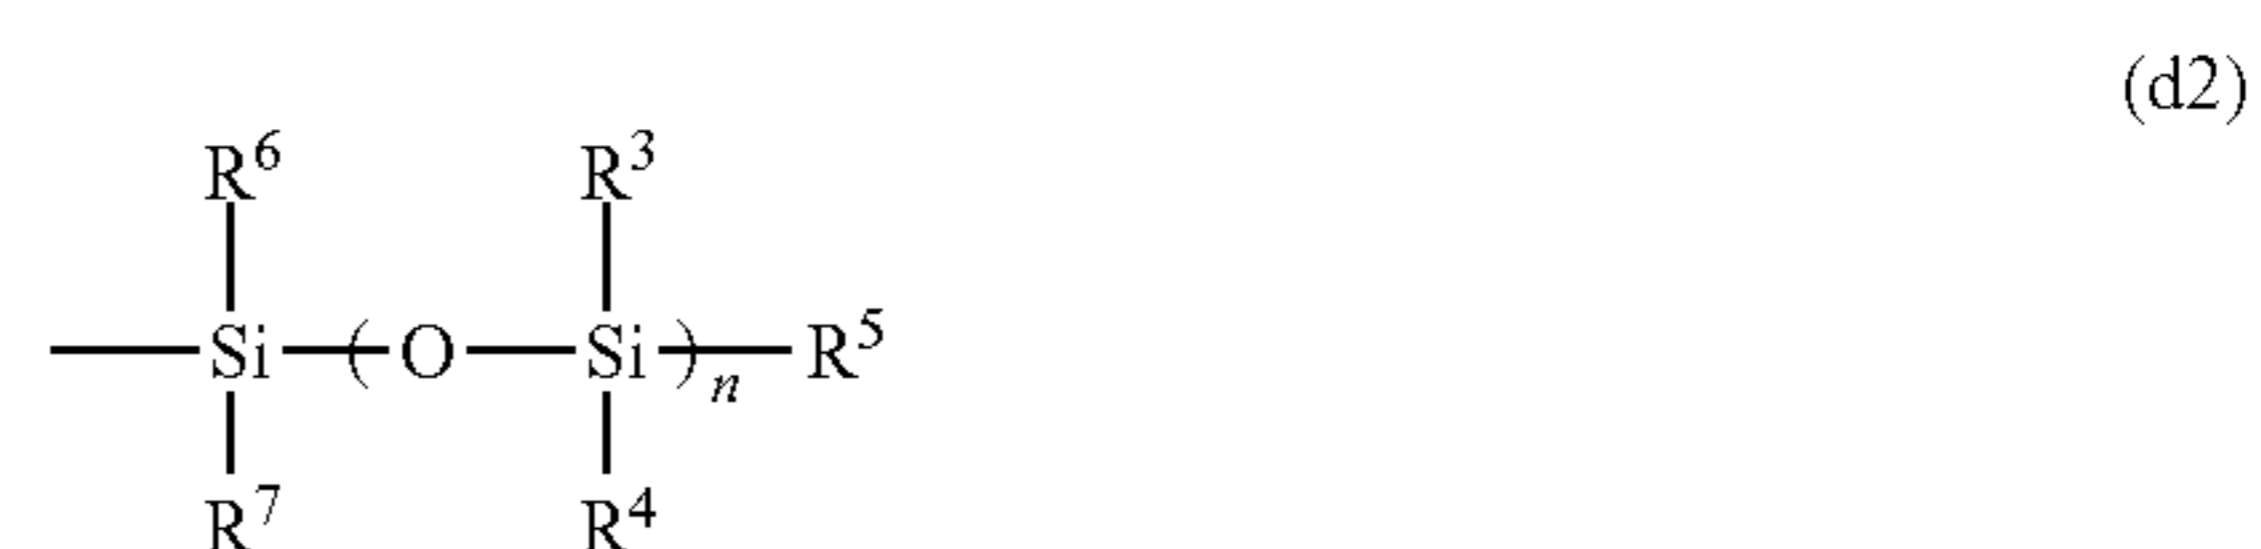 (d2)
R⁶ R³
Si ( O Si )n R⁵
R⁷ R⁴